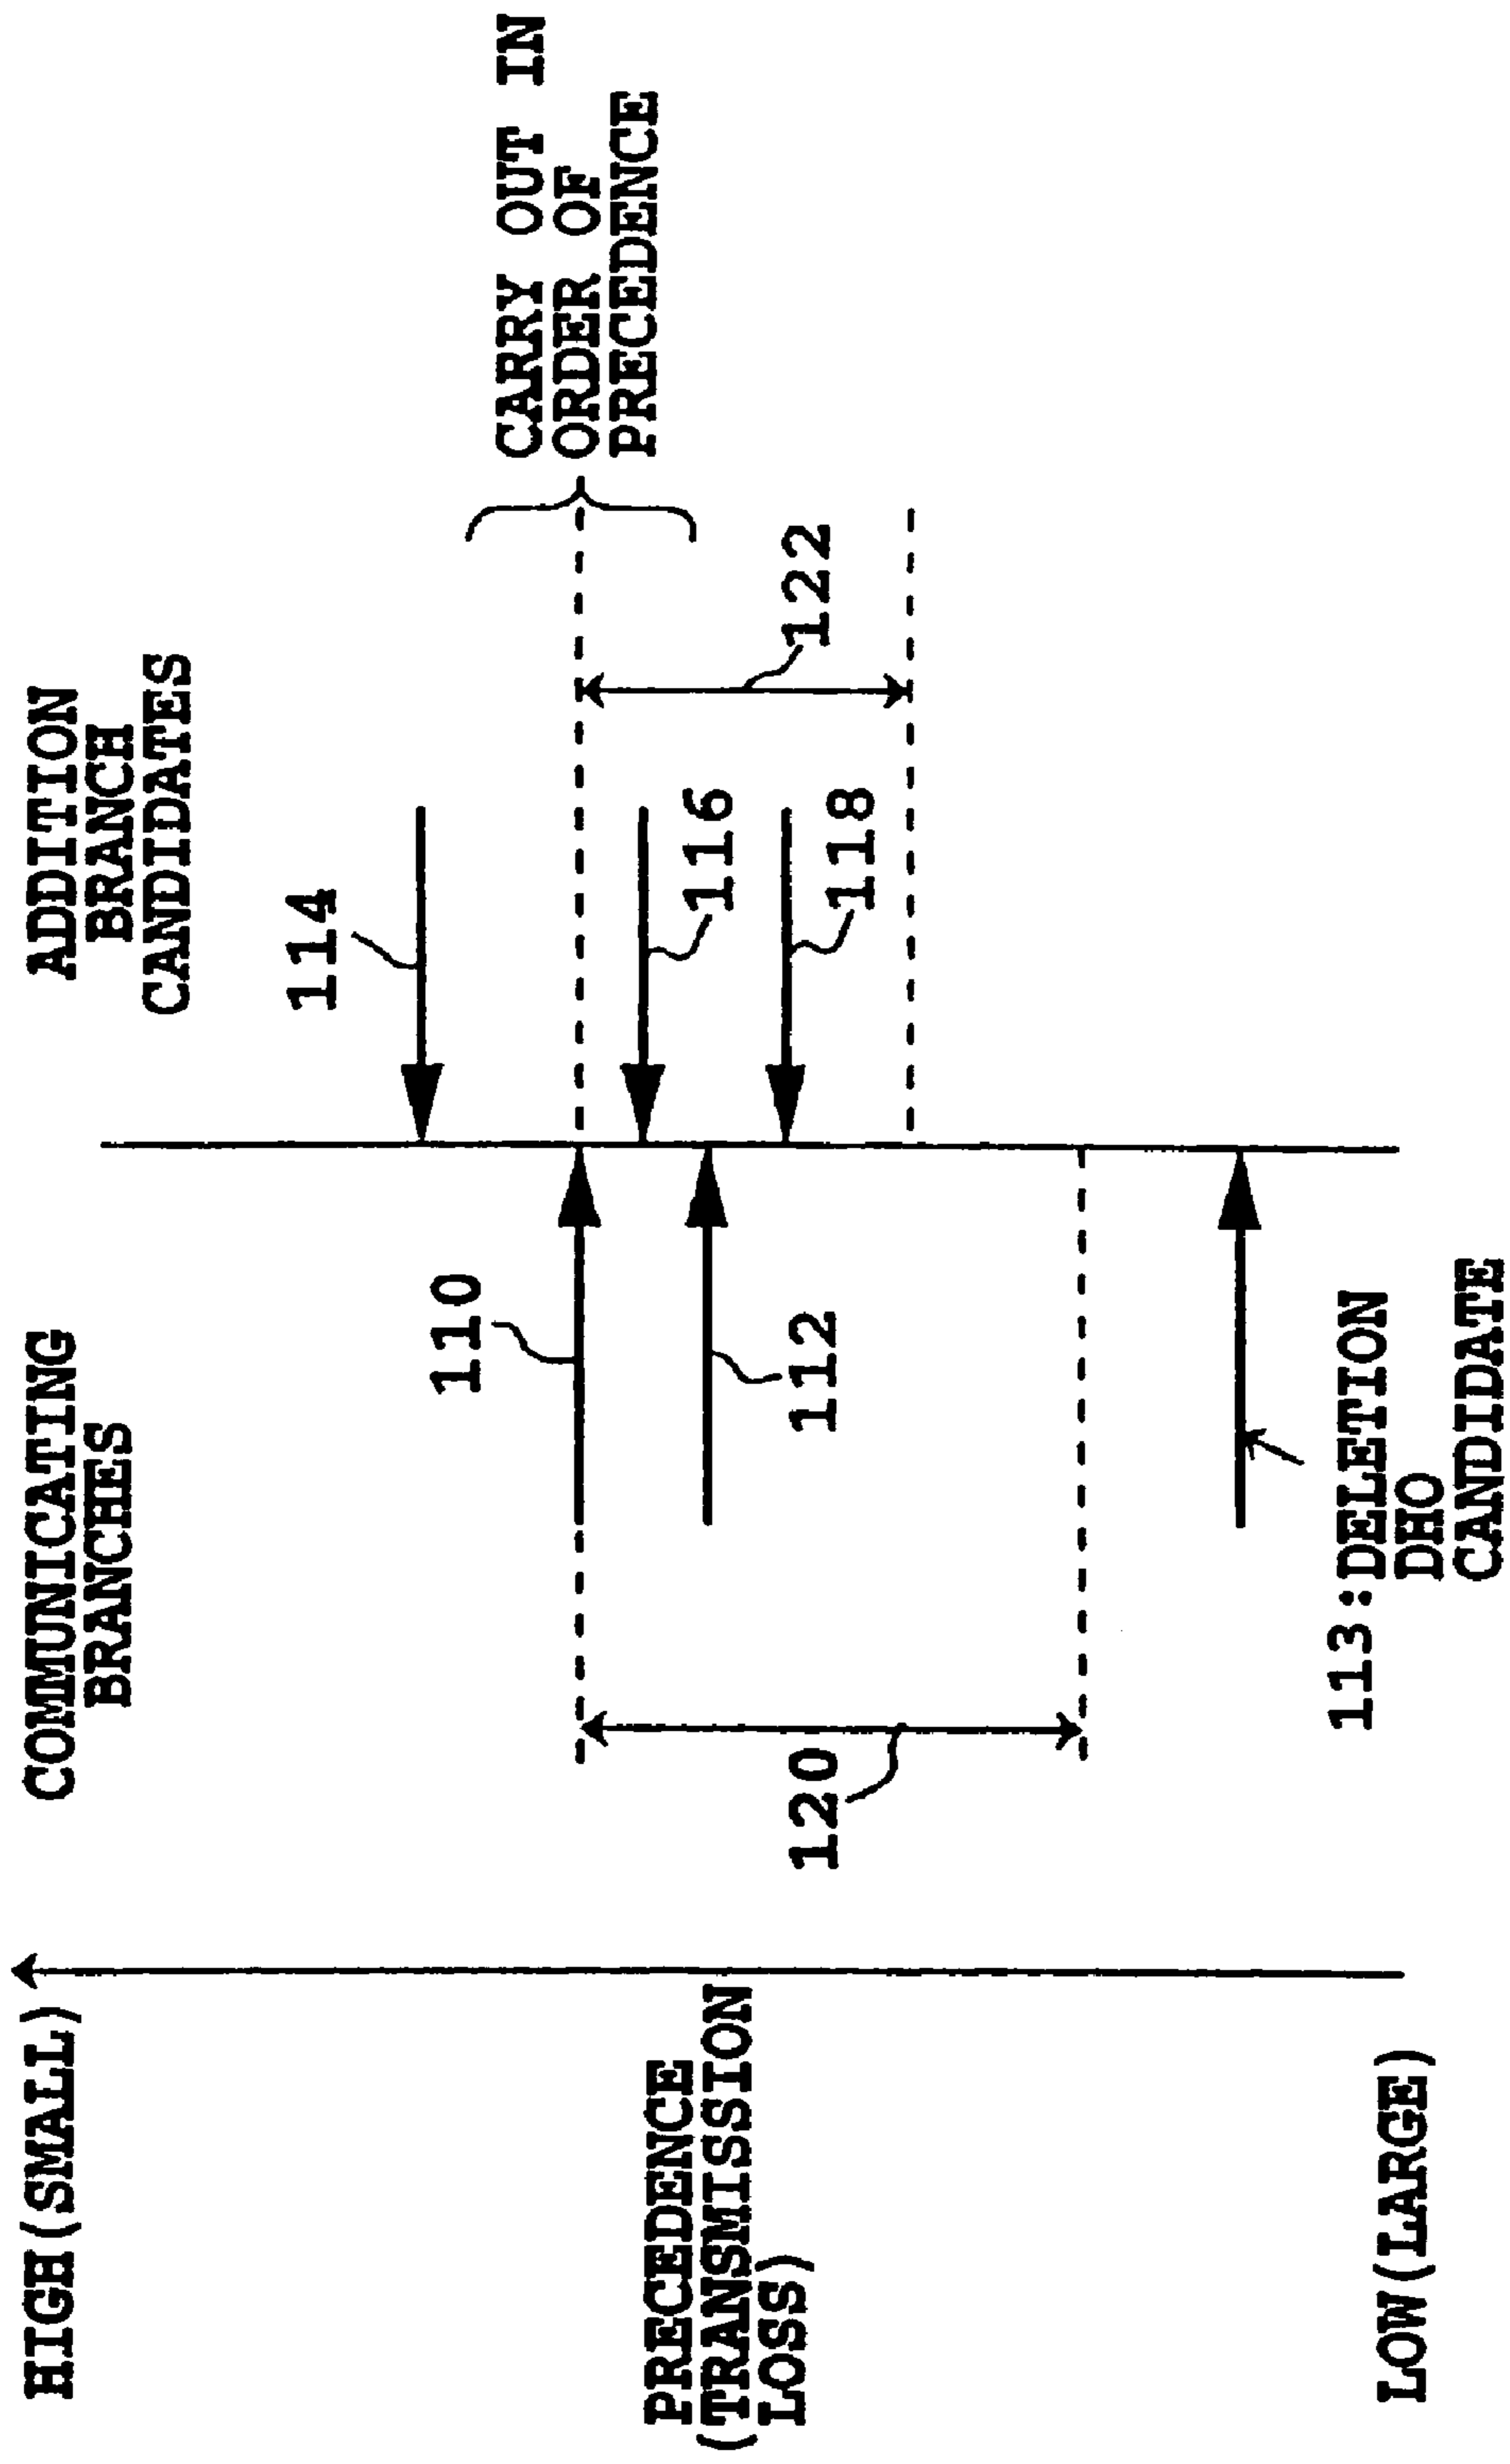 HIGH(SMALL)
PRECEDENCE
(TRANSMISSION
LOSS)
LOW(LARGE)
COMMUNICATING
BRANCHES
110
112
120
113:DELETION
DHO
CANDIDATE
ADDITION
BRANCH
CANDIDATES
114
116
118
122
CARRY OUT IN
ORDER OF
PRECEDENCE